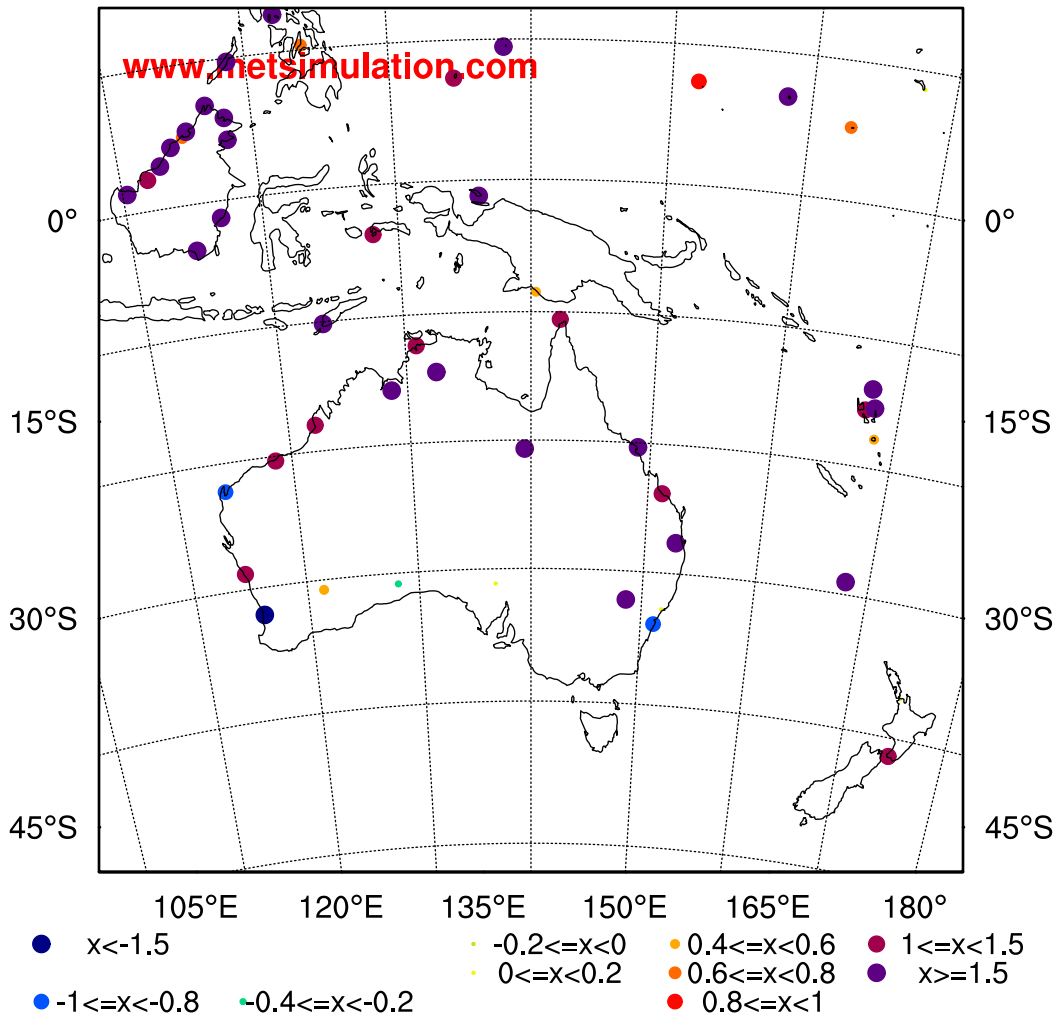 www.metsimulation.com
0° 0°
15°S 15°S
30°S 30°S
45°S 45°S
105°E 120°E 135°E 150°E 165°E 180°
x<-1.5 -0.2<=x<0 0.4<=x<0.6 1<=x<1.5
0<=x<0.2 0.6<=x<0.8 x>=1.5
-1<=x<-0.8 -0.4<=x<-0.2 0.8<=x<1